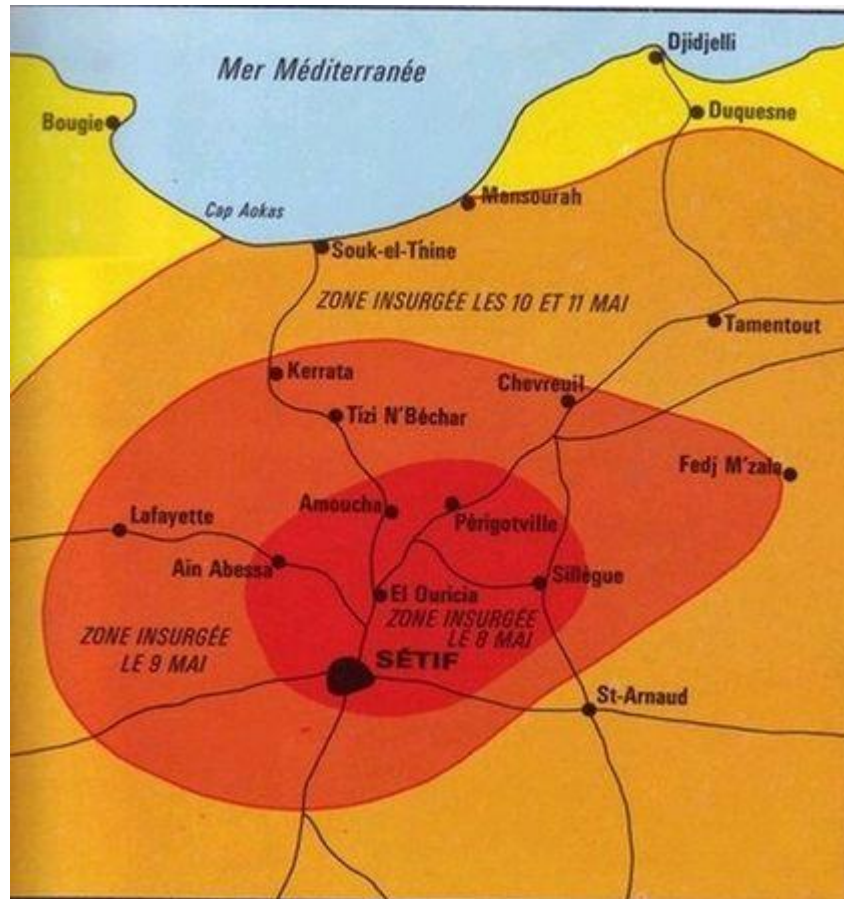 Djidjelli
Mer Méditerranée
Duquesne
Bougie
Mansourah
Cap Aokas
Souk-el-Thine
ZONE INSURGÉE LES 10 ET 11 MAI
Tamentout
Kerrata
Chevreuil
Tizi N'Béchar
Fedj M'zala
Amoucha
Périgotville
Lafayette
Aïn Abessa
Sillègue
El Ouricia
ZONE INSURGÉE
LE 8 MAI
ZONE INSURGÉE
LE 9 MAI
SÉTIF
St-Arnaud